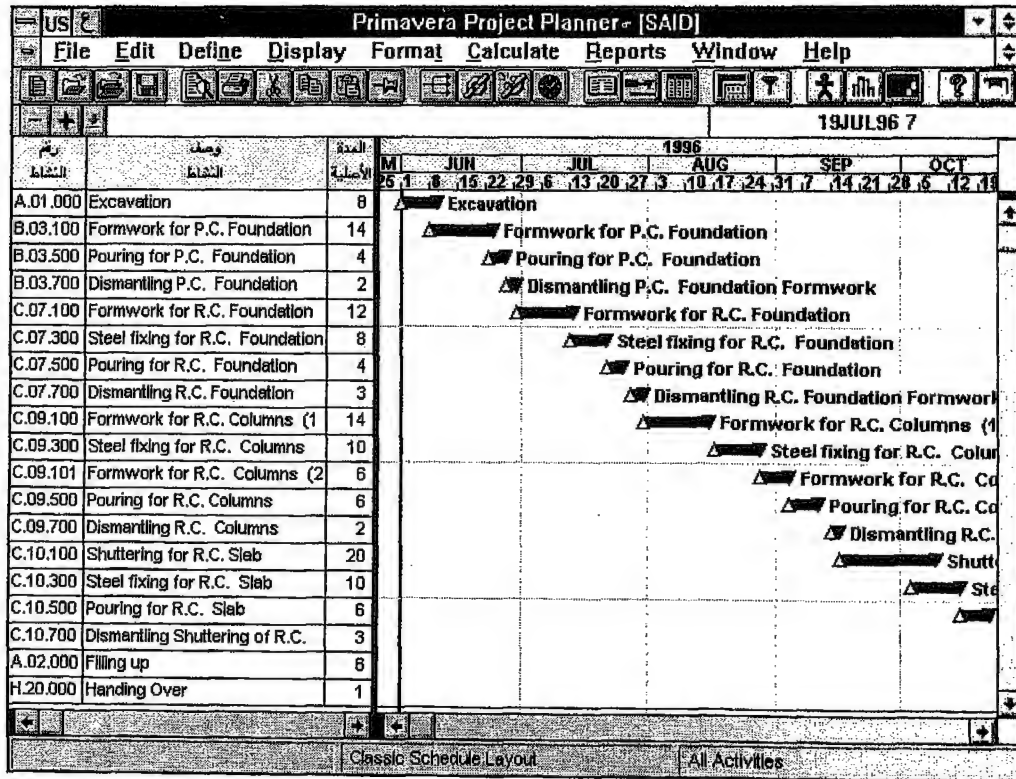 US ع Primavera Project Planner - [SAID]
File Edit Define Display Format Calculate Reports Window Help
19JUL96 7
رقم النشاط
وصف النشاط
المدة الأصلية
1996
M JUN JUL AUG SEP OCT
25 1 8 15 22 29 6 13 20 27 3 10 17 24 31 7 14 21 28 5 12 19
A.01.000 Excavation 8 Excavation
B.03.100 Formwork for P.C. Foundation 14 Formwork for P.C. Foundation
B.03.500 Pouring for P.C. Foundation 4 Pouring for P.C. Foundation
B.03.700 Dismantling P.C. Foundation 2 Dismantling P.C. Foundation Formwork
C.07.100 Formwork for R.C. Foundation 12 Formwork for R.C. Foundation
C.07.300 Steel fixing for R.C. Foundation 8 Steel fixing for R.C. Foundation
C.07.500 Pouring for R.C. Foundation 4 Pouring for R.C. Foundation
C.07.700 Dismantling R.C. Foundation 3 Dismantling R.C. Foundation Formwork
C.09.100 Formwork for R.C. Columns (1 14 Formwork for R.C. Columns (1
C.09.300 Steel fixing for R.C. Columns 10 Steel fixing for R.C. Colum
C.09.101 Formwork for R.C. Columns (2 6 Formwork for R.C. Co
C.09.500 Pouring for R.C. Columns 6 Pouring for R.C. Co
C.09.700 Dismantling R.C. Columns 2 Dismantling R.C.
C.10.100 Shuttering for R.C. Slab 20 Shutt
C.10.300 Steel fixing for R.C. Slab 10 Ste
C.10.500 Pouring for R.C. Slab 6
C.10.700 Dismantling Shuttering of R.C. 3
A.02.000 Filling up 6
H.20.000 Handing Over 1
Classic Schedule Layout All Activities